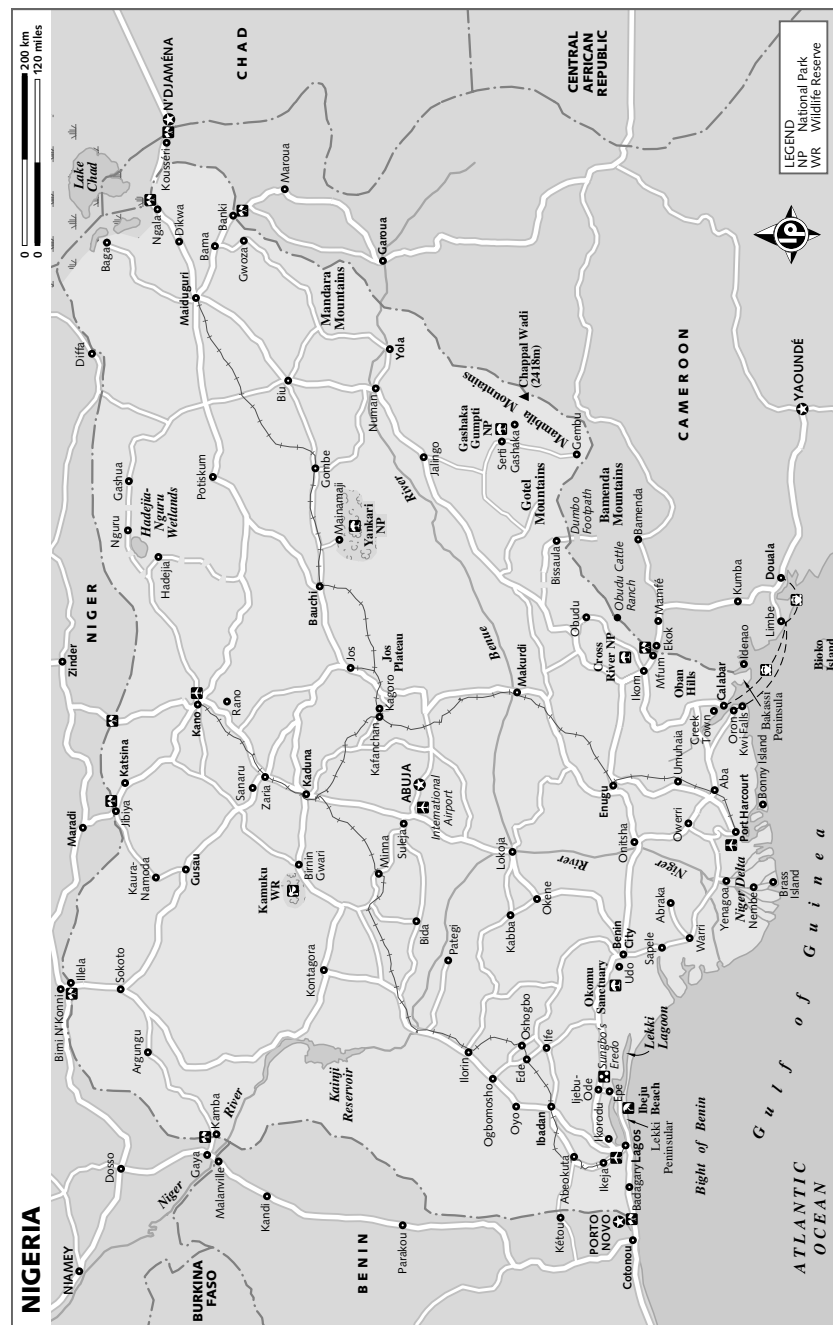 NIGERIA
0 200 km
0 120 miles
LEGEND
NP National Park
WR Wildlife Reserve
NIAMEY
Dosso
Birni N'Konni
Illela
Maradi
Zinder
NIGER
Diffa
Lake
Chad
Baga
CHAD
Ngala
Kousséri
N'DJAMÉNA
Dikwa
Bama
Banki
Gwoza
Maroua
Maiduguri
Mandara
Mountains
Garoua
CENTRAL
AFRICAN
REPUBLIC
Sokoto
Argungu
Kaura-
Namoda
Gusau
Jibiya
Katsina
Kano
Rano
Hadejia
Nguru
Gashua
Hadejia-
Nguru
Wetlands
Potiskum
BURKINA
FASO
Niger
River
Gaya
Kamba
Malanville
Kandi
BENIN
Parakou
Kainji
Reservoir
Kontagora
Kamuku
WR
Birnin
Gwari
Sanaru
Zaria
Kaduna
Bauchi
Jos
Jos
Plateau
Kagoro
Kafanchan
Mainamaji
Yankari
NP
Gombe
Biu
Numan
Yola
River
Benue
Jalingo
Minna
Suleja
ABUJA
International
Airport
Bida
Pategi
Lokoja
Kabba
Okene
River
Niger
Makurdi
Gashaka
Gumpti
NP
Serti
Gashaka
Chappal Wadi
(2418m)
Mambila Mountains
Gotel
Mountains
Gembu
Bissaula
Dumbo
Footpath
Bamenda
Mountains
Bamenda
CAMEROON
YAOUNDÉ
Ilorin
Ogbomosho
Oyo
Oshogbo
Ede
Ife
Ibadan
Abeokuta
Kétou
PORTO
NOVO
Cotonou
Badagary
Ikeja
Lagos
Ikorodu
Ijebu-
Ode
Epe
Sungbo's
Eredo
Ibeju
Beach
Lekki
Peninsular
Lekki
Lagoon
Okomu
Sanctuary
Udo
Benin
City
Sapele
Abraka
Warri
Onitsha
Enugu
Owerri
Umuhaia
Aba
Port Harcourt
Yenagoa
Niger Delta
Nembe
Brass
Island
Bonny Island
Obudu
Obudu Cattle
Ranch
Cross
River NP
Ikom
Mfum
Ekok
Mamfé
Oban
Hills
Calabar
Creek
Town
Oron
Kwi-Falls
Bakassi
Peninsula
Idenao
Kumba
Limbe
Douala
Bioko
Island
Bight of Benin
Gulf of Guinea
ATLANTIC
OCEAN
LP